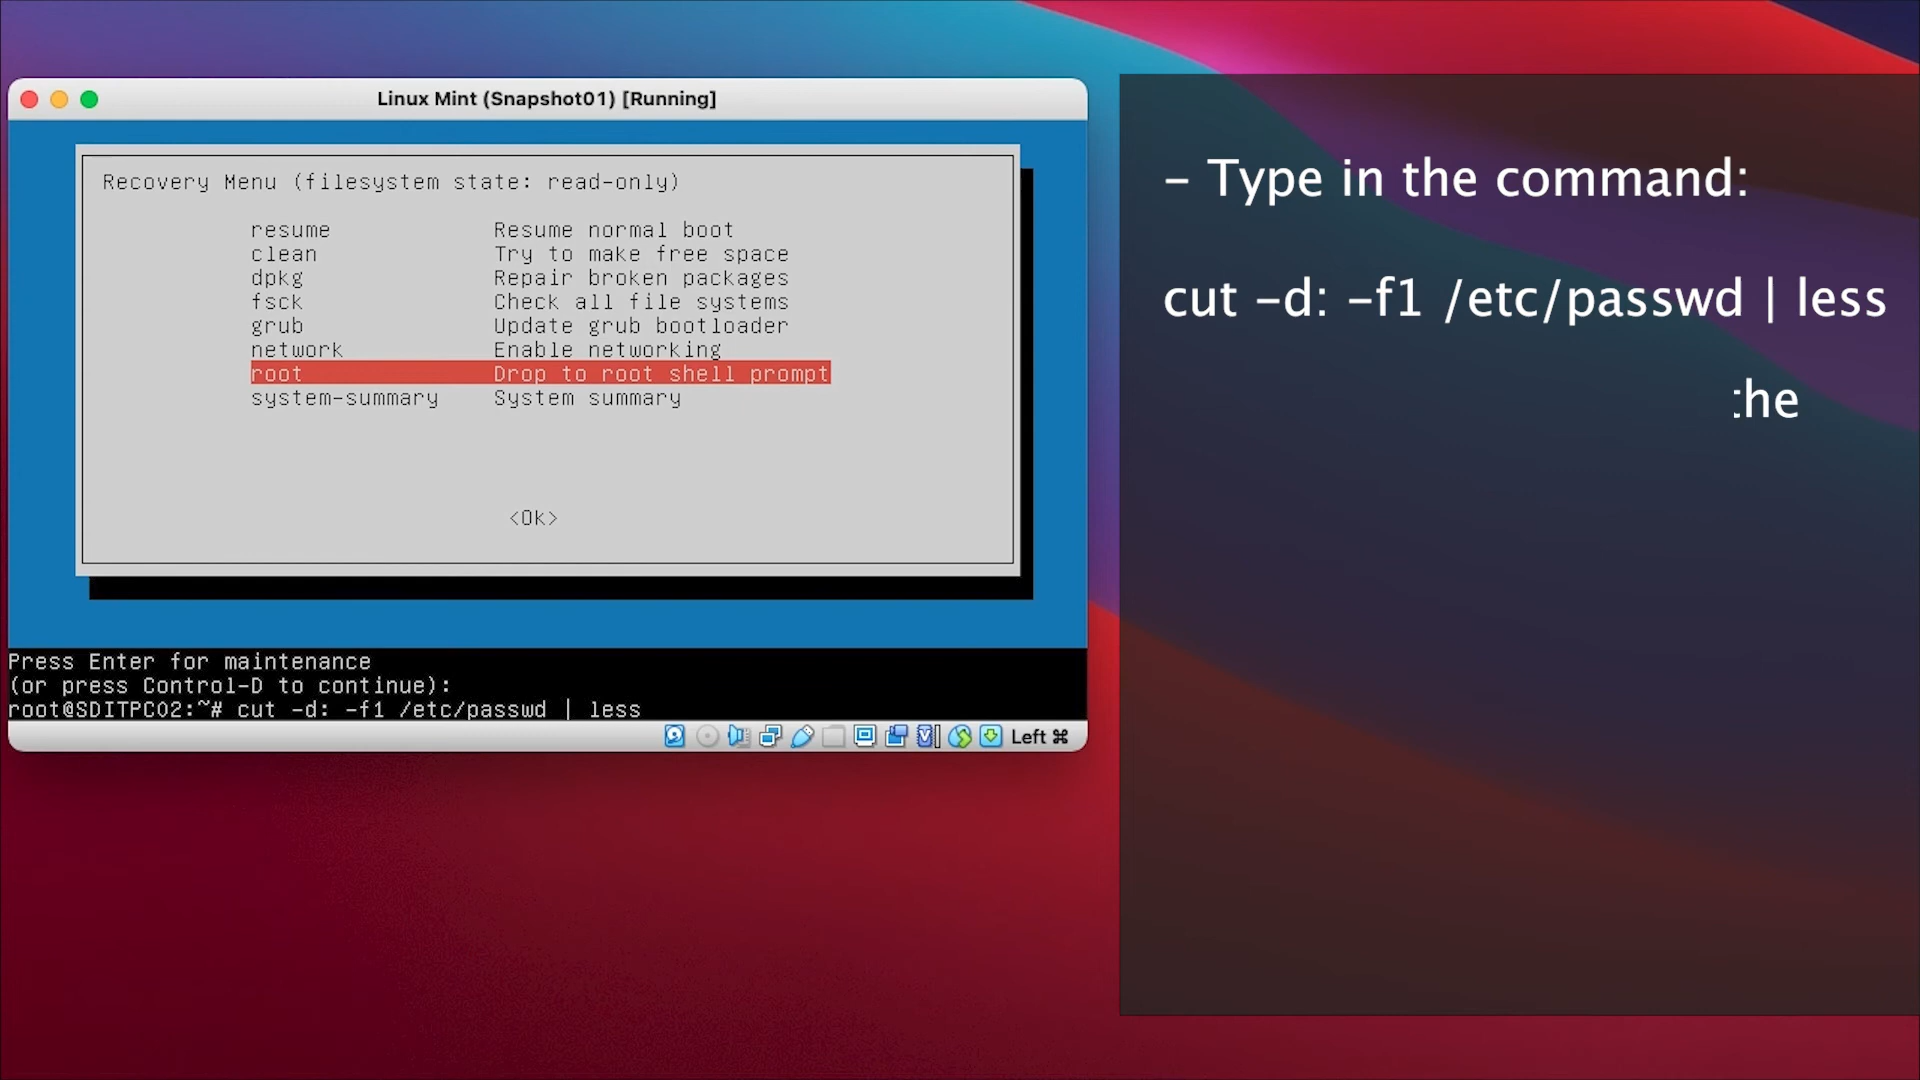 Linux Mint (Snapshot01) [Running]
Recovery Menu (filesystem state: read-only)
resume Resume normal boot
clean Try to make free space
dpkg Repair broken packages
fsck Check all file systems
grub Update grub bootloader
network Enable networking
root Drop to root shell prompt
system-summary System summary
<Ok>
Press Enter for maintenance
(or press Control-D to continue):
root@SDITPC02:~# cut -d: -f1 /etc/passwd | less
Left ⌘
- Type in the command:
cut -d: -f1 /etc/passwd | less
the